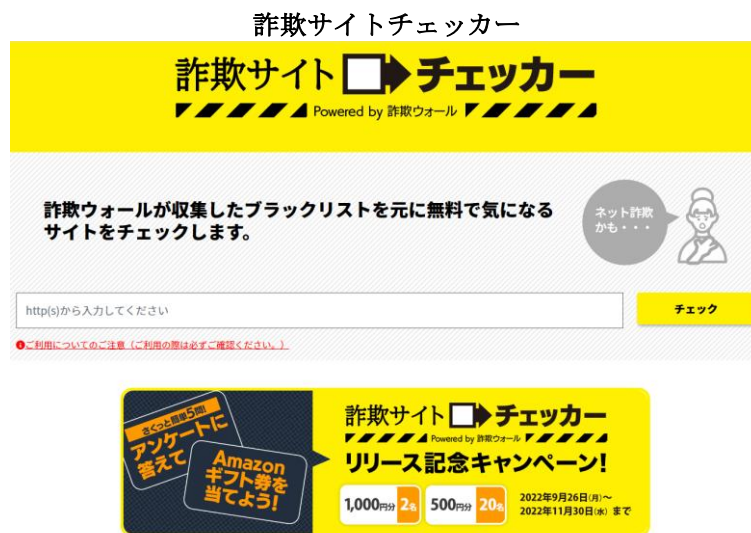 詐欺サイトチェッカー
詐欺サイト チェッカー
Powered by 詐欺ウォール
詐欺ウォールが収集したブラックリストを元に無料で気になる
サイトをチェックします。
ネット詐欺
かも・・・
http(s)から入力してください
チェック
ご利用についてのご注意（ご利用の際は必ずご確認ください。）
さくっと簡単5問!
アンケートに
答えて
Amazon
ギフト券を
当てよう!
詐欺サイト チェッカー
Powered by 詐欺ウォール
リリース記念キャンペーン!
1,000円分 2名 500円分 20名
2022年9月26日(月)～
2022年11月30日(水) まで